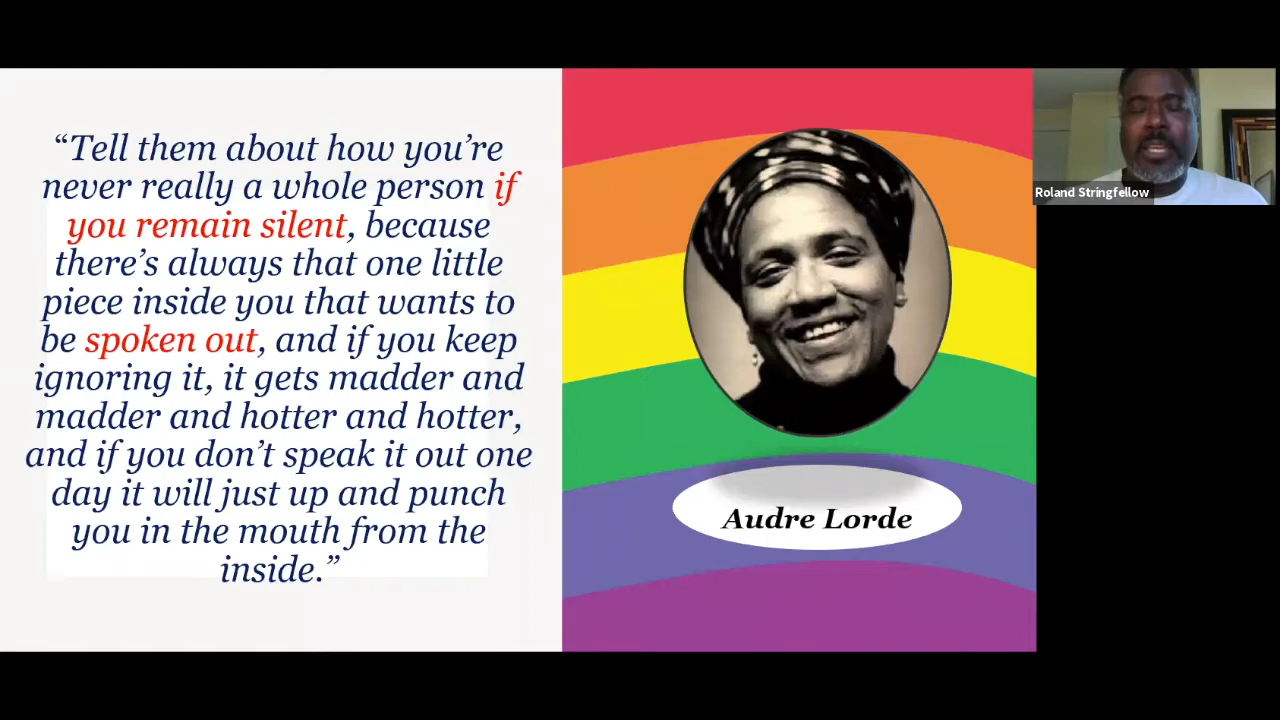 “Tell them about how you’re
never really a whole person if
you remain silent, because
there’s always that one little
piece inside you that wants to
be spoken out, and if you keep
ignoring it, it gets madder and
madder and hotter and hotter,
and if you don’t speak it out one
day it will just up and punch
you in the mouth from the
inside.”
Audre Lorde
Roland Stringfellow